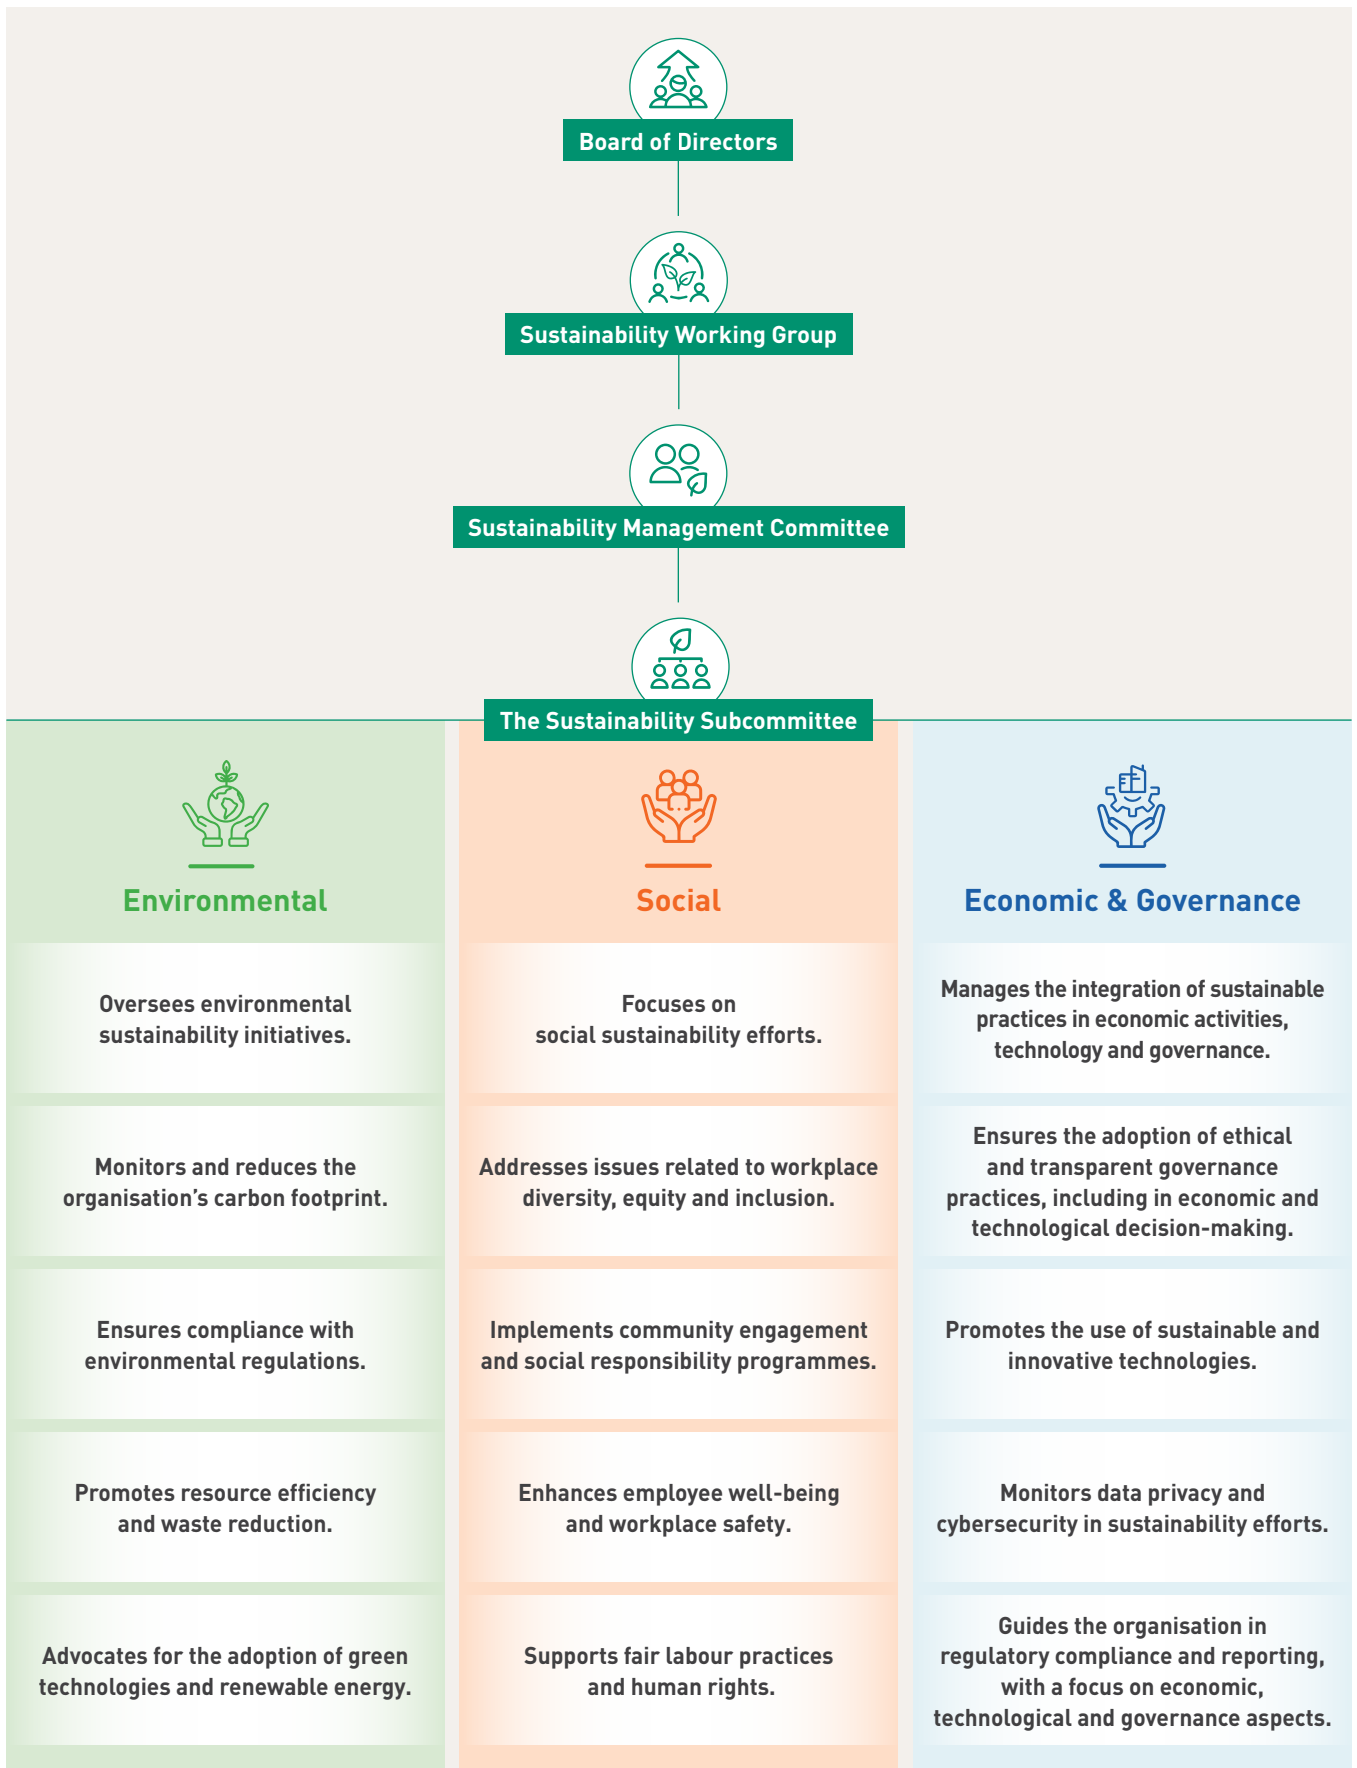 Board of Directors
Sustainability Working Group
Sustainability Management Committee
The Sustainability Subcommittee
Environmental
Oversees environmental
sustainability initiatives.
Monitors and reduces the
organisation’s carbon footprint.
Ensures compliance with
environmental regulations.
Promotes resource efficiency
and waste reduction.
Advocates for the adoption of green
technologies and renewable energy.
Social
Focuses on
social sustainability efforts.
Addresses issues related to workplace
diversity, equity and inclusion.
Implements community engagement
and social responsibility programmes.
Enhances employee well-being
and workplace safety.
Supports fair labour practices
and human rights.
Economic & Governance
Manages the integration of sustainable
practices in economic activities,
technology and governance.
Ensures the adoption of ethical
and transparent governance
practices, including in economic and
technological decision-making.
Promotes the use of sustainable and
innovative technologies.
Monitors data privacy and
cybersecurity in sustainability efforts.
Guides the organisation in
regulatory compliance and reporting,
with a focus on economic,
technological and governance aspects.